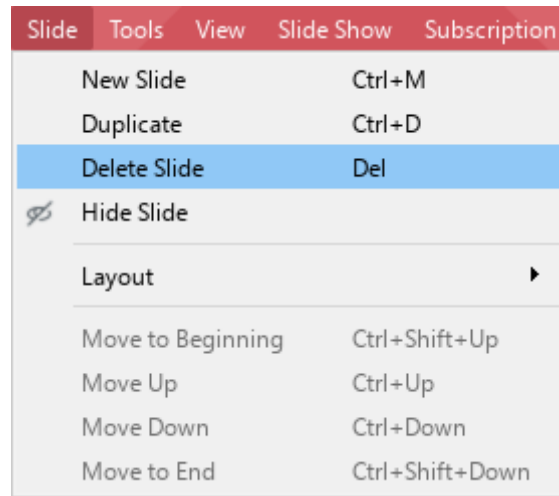 Slide Tools View Slide Show Subscription
New Slide Ctrl+M
Duplicate Ctrl+D
Delete Slide Del
Hide Slide
Layout
Move to Beginning Ctrl+Shift+Up
Move Up Ctrl+Up
Move Down Ctrl+Down
Move to End Ctrl+Shift+Down